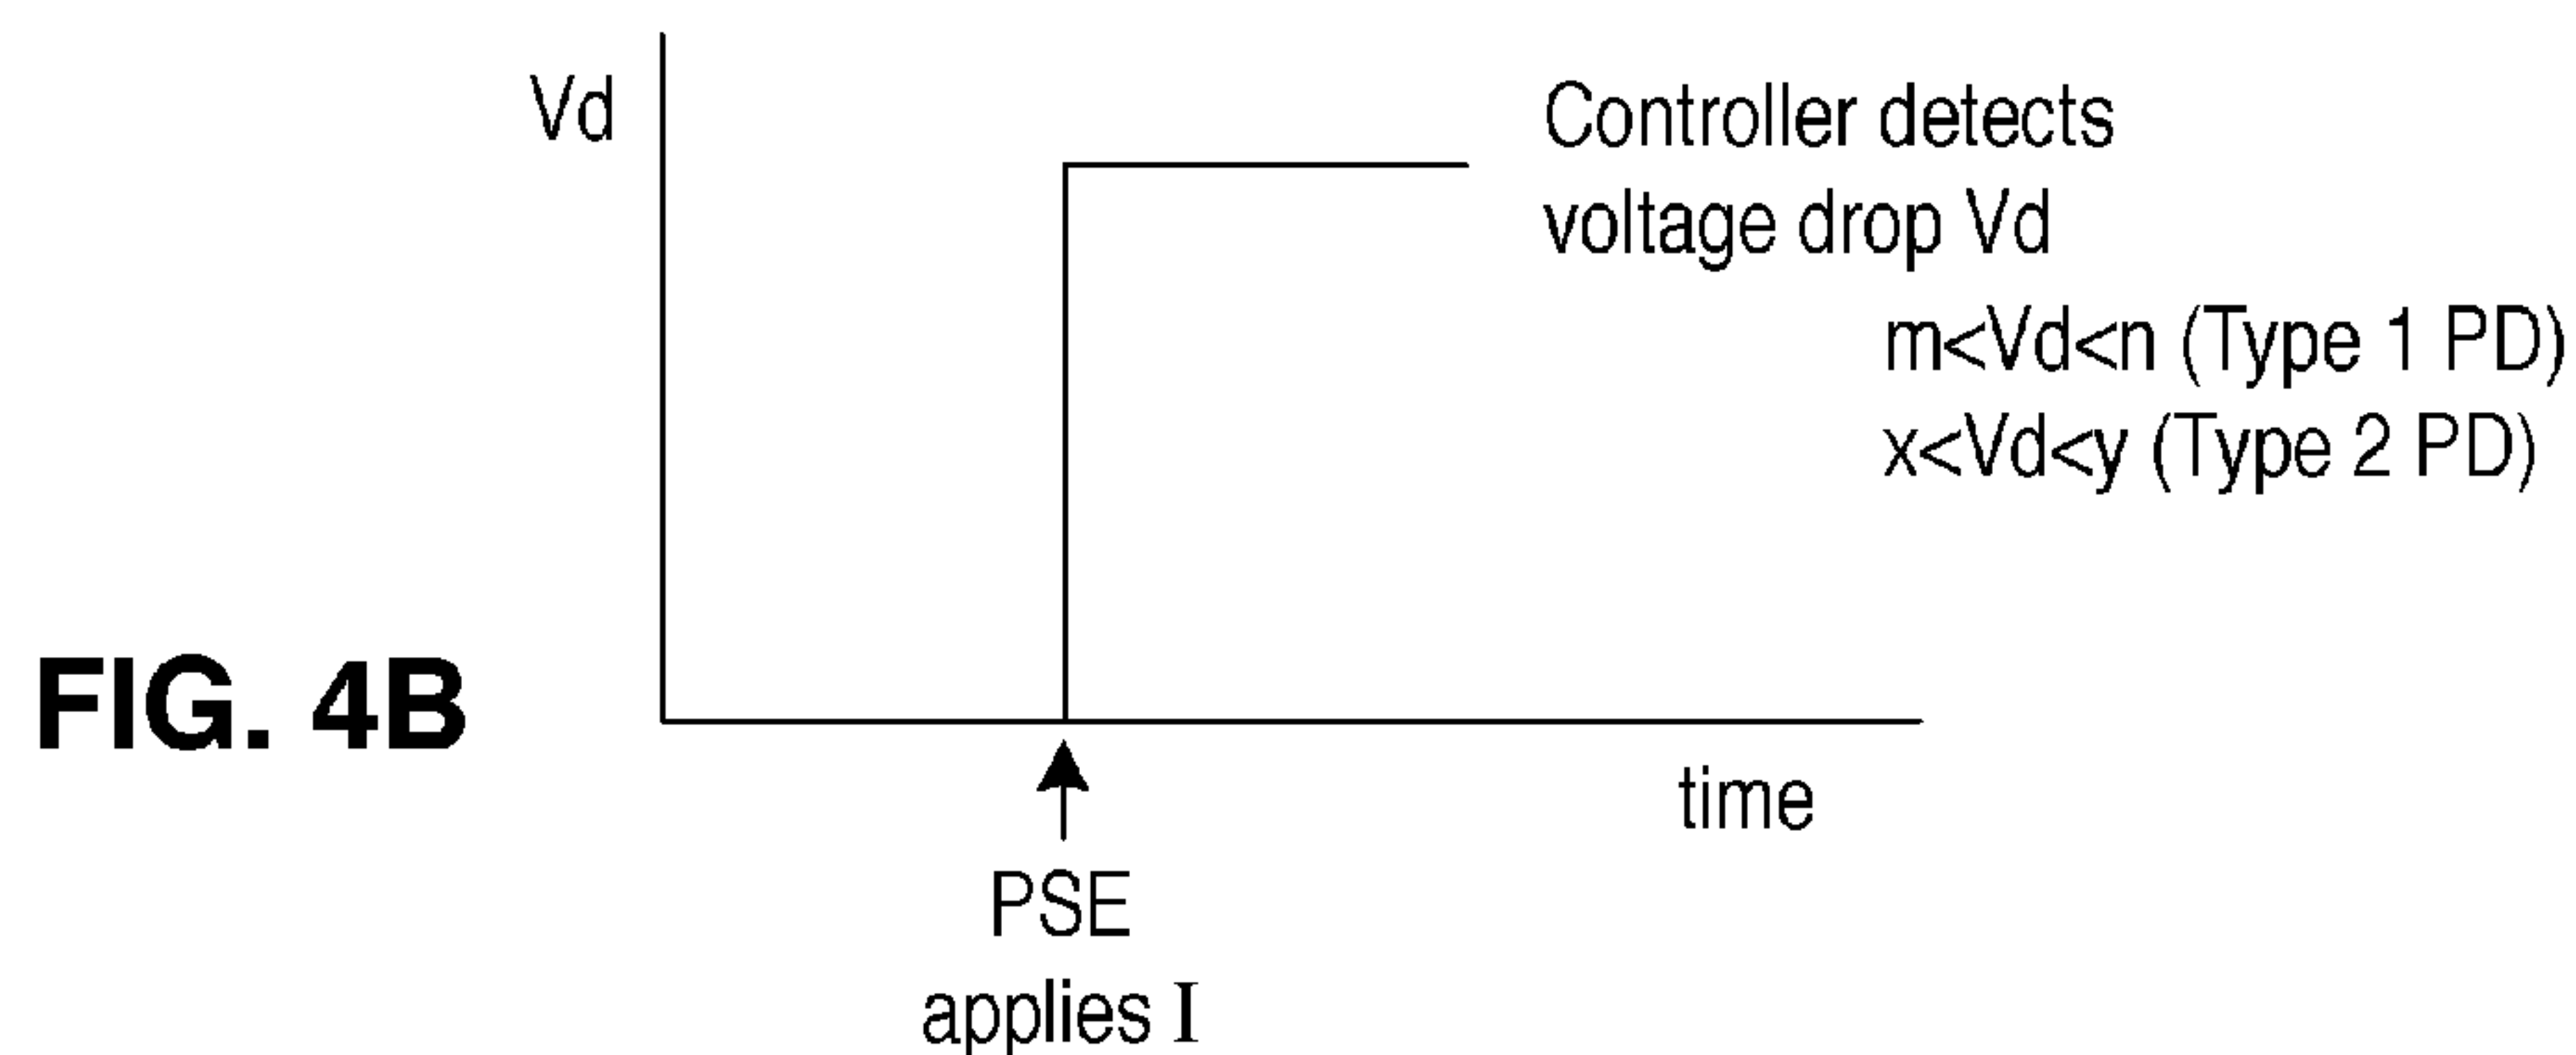 Vd
Controller detects
voltage drop Vd
m<Vd<n (Type 1 PD)
x<Vd<y (Type 2 PD)
FIG. 4B
time
PSE
applies I